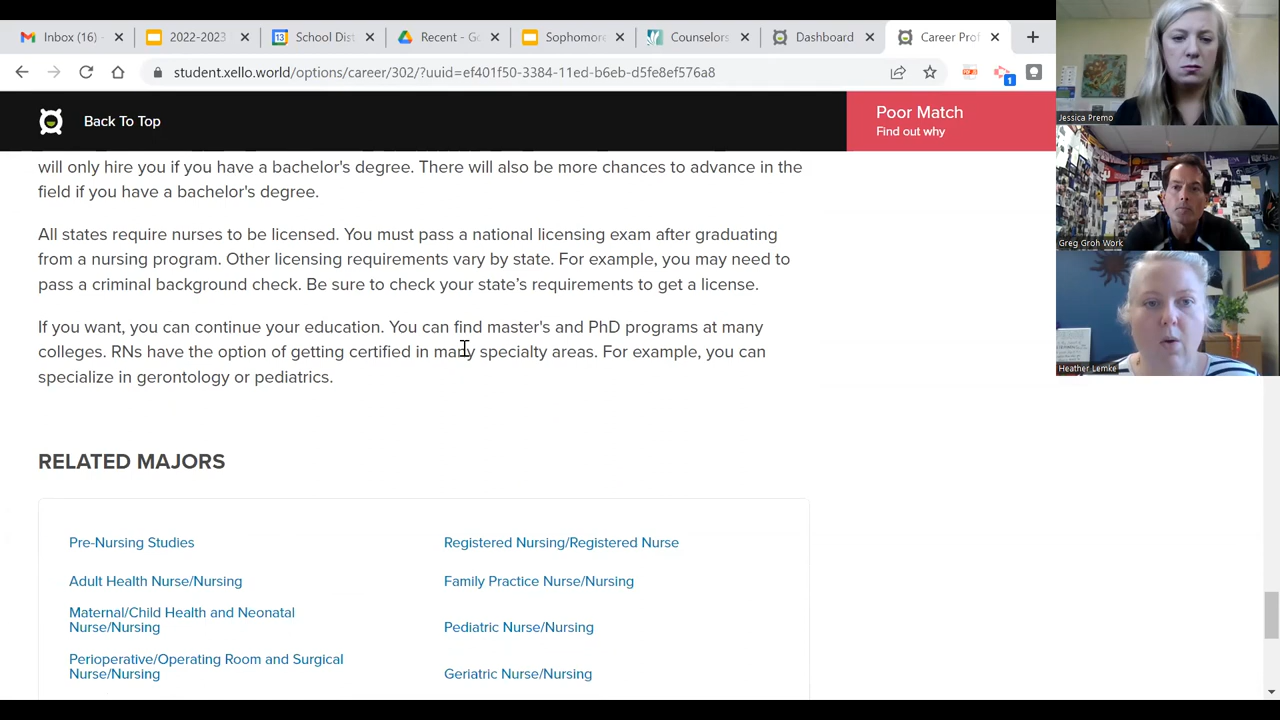 Inbox (16)
2022-2023
School Dist
Recent - Go
Sophomore
Counselors
Dashboard
Career Prof
student.xello.world/options/career/302/?uuid=ef401f50-3384-11ed-b6eb-d5fe8ef576a8
1
Back To Top
Poor Match
Find out why
will only hire you if you have a bachelor's degree. There will also be more chances to advance in the
field if you have a bachelor's degree.
All states require nurses to be licensed. You must pass a national licensing exam after graduating
from a nursing program. Other licensing requirements vary by state. For example, you may need to
pass a criminal background check. Be sure to check your state's requirements to get a license.
If you want, you can continue your education. You can find master's and PhD programs at many
colleges. RNs have the option of getting certified in many specialty areas. For example, you can
specialize in gerontology or pediatrics.
RELATED MAJORS
Pre-Nursing Studies
Registered Nursing/Registered Nurse
Adult Health Nurse/Nursing
Family Practice Nurse/Nursing
Maternal/Child Health and Neonatal
Nurse/Nursing
Pediatric Nurse/Nursing
Perioperative/Operating Room and Surgical
Nurse/Nursing
Geriatric Nurse/Nursing
Jessica Premo
Greg Groh Work
Heather Lemke